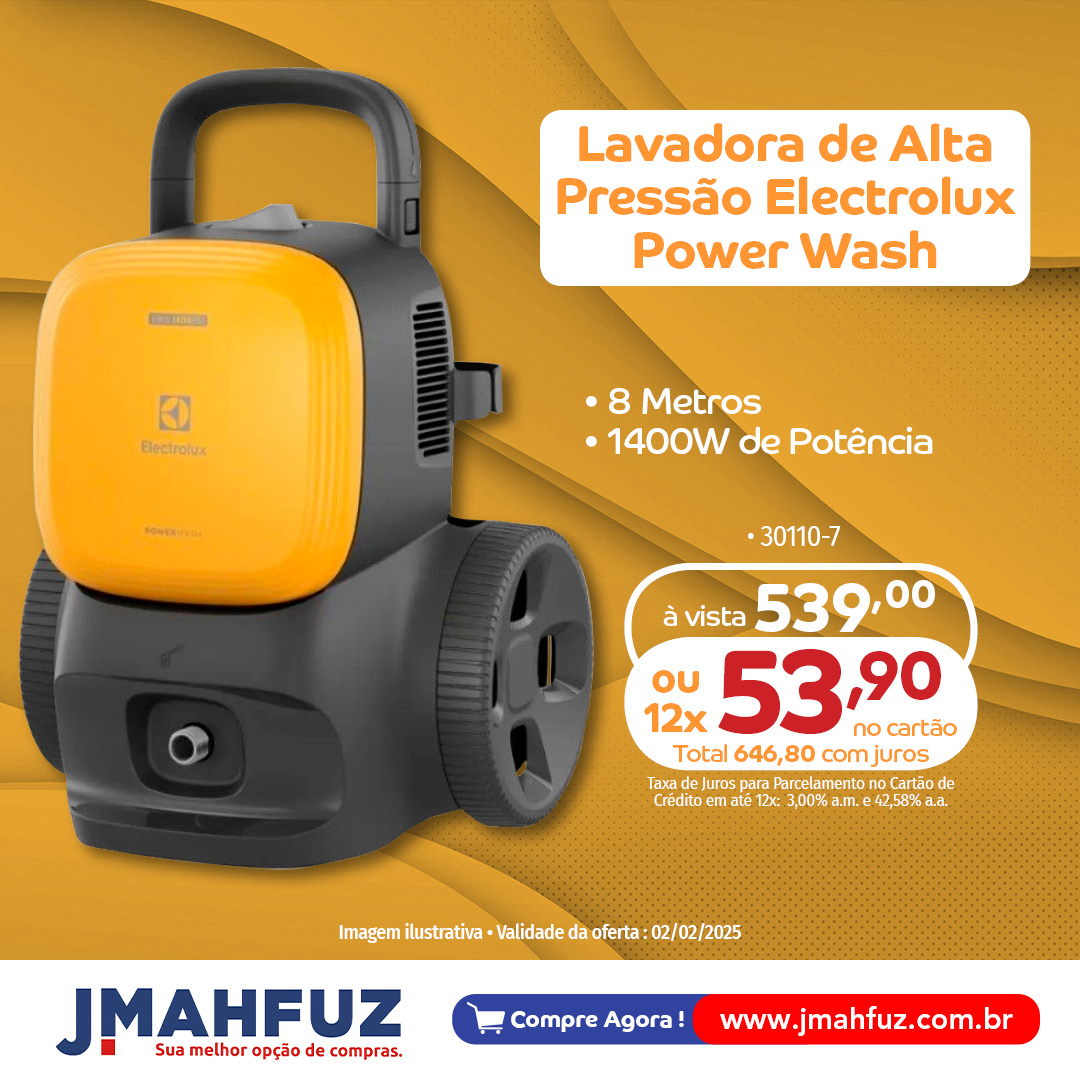 Lavadora de Alta
Pressão Electrolux
Power Wash
• 8 Metros
• 1400W de Potência
• 30110-7
à vista 539,00
ou 12x 53,90 no cartão
Total 646,80 com juros
Taxa de Juros para Parcelamento no Cartão de
Crédito em até 12x: 3,00% a.m. e 42,58% a.a.
Electrolux
POWERWASH
Imagem ilustrativa • Validade da oferta : 02/02/2025
JMAHFUZ
Sua melhor opção de compras.
Compre Agora !
www.jmahfuz.com.br